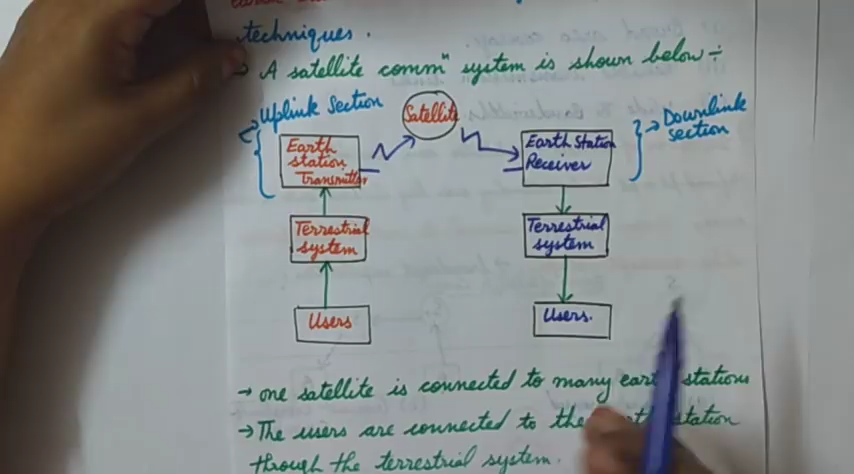 techniques.
→ A satellite commⁿ system is shown below ÷
→ Uplink Section
Satellite
→ Downlink
section
Earth
station
Transmitter
Earth Station
Receiver
Terrestrial
system
Terrestrial
system
Users
Users.
→ one satellite is connected to many earth stations
→ The users are connected to the earth station
through the terrestrial system.